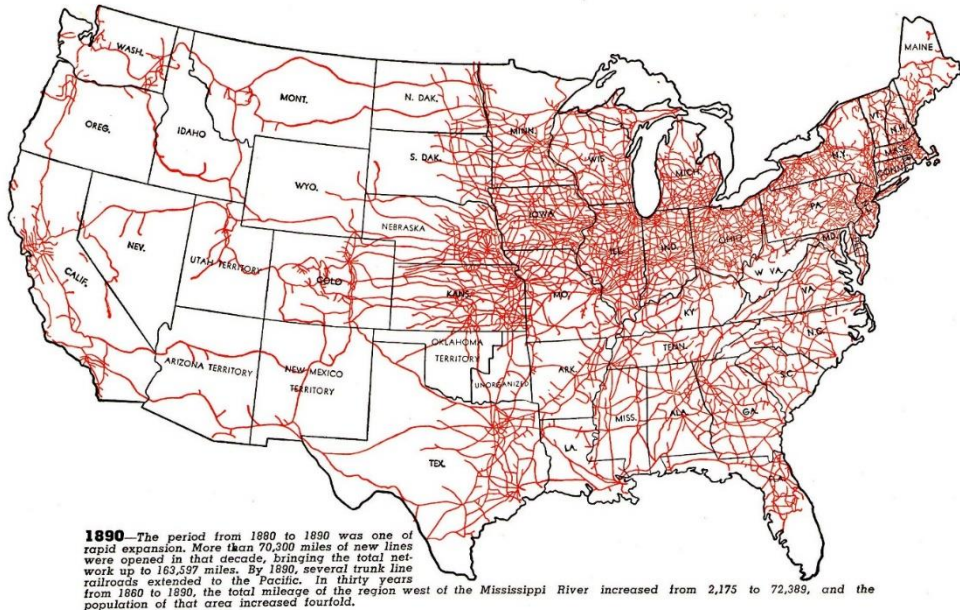 WASH.
MONT.
N. DAK.
MINN.
MAINE
OREG.
IDAHO
WYO.
S. DAK.
WIS.
MICH.
VT.
N.H.
MASS.
CONN.
N.Y.
NEBRASKA
IOWA
PA.
NEV.
UTAH TERRITORY
COLO
KANS.
MO.
ILL.
IND.
OHIO
MD.
W. VA.
VA.
CALIF.
KY.
ARIZONA TERRITORY
NEW MEXICO
TERRITORY
OKLAHOMA
TERRITORY
UNORGANIZED
ARK.
TENN.
N.C.
S.C.
TEX.
LA.
MISS.
ALA.
GA.
FLA.
1890—The period from 1880 to 1890 was one of
rapid expansion. More than 70,300 miles of new lines
were opened in that decade, bringing the total net-
work up to 163,597 miles. By 1890, several trunk line
railroads extended to the Pacific. In thirty years
from 1860 to 1890, the total mileage of the region west of the Mississippi River increased from 2,175 to 72,389, and the
population of that area increased fourfold.